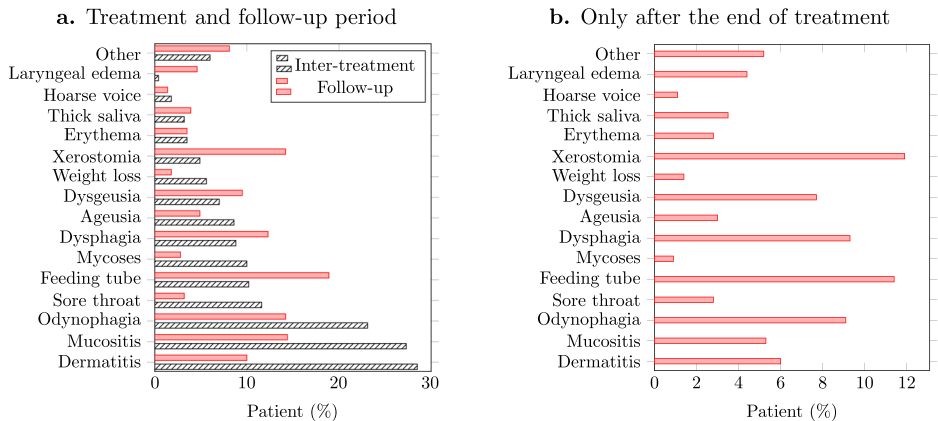 a. Treatment and follow-up period
Other
Laryngeal edema
Hoarse voice
Thick saliva
Erythema
Xerostomia
Weight loss
Dysgeusia
Ageusia
Dysphagia
Mycoses
Feeding tube
Sore throat
Odynophagia
Mucositis
Dermatitis
Inter-treatment
Follow-up
0 10 20 30
Patient (%)
b. Only after the end of treatment
Other
Laryngeal edema
Hoarse voice
Thick saliva
Erythema
Xerostomia
Weight loss
Dysgeusia
Ageusia
Dysphagia
Mycoses
Feeding tube
Sore throat
Odynophagia
Mucositis
Dermatitis
0 2 4 6 8 10 12
Patient (%)